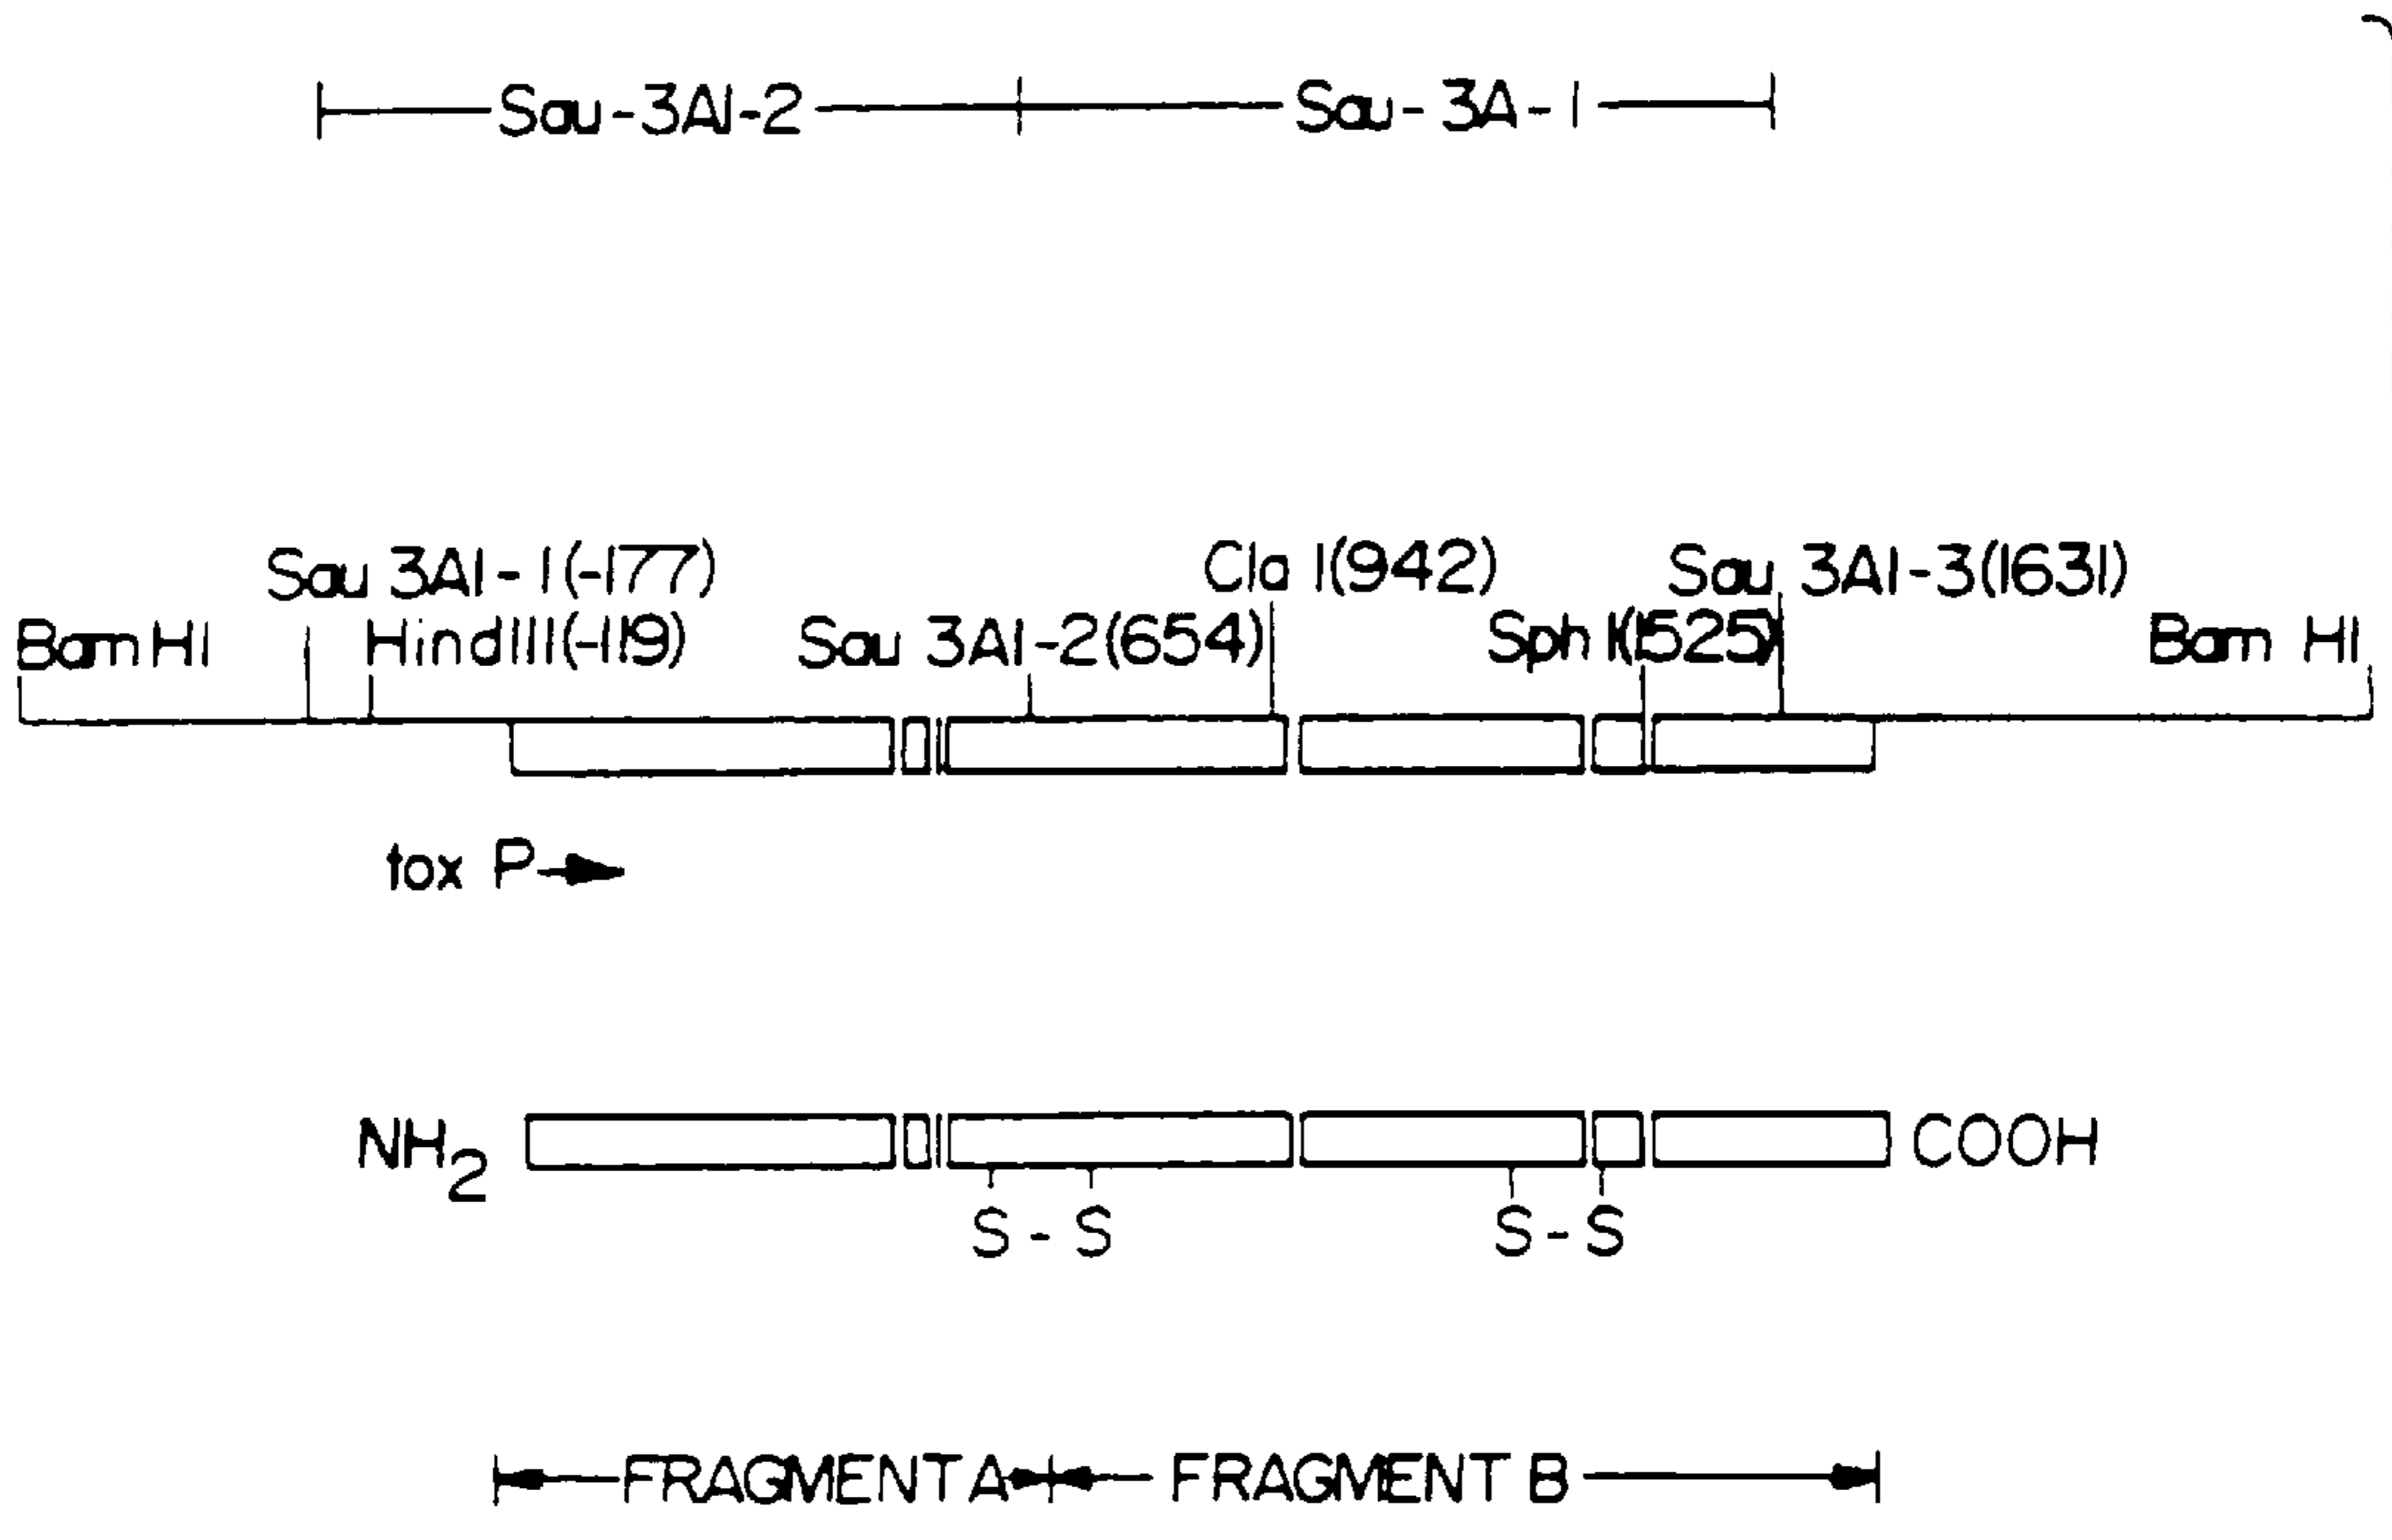 Sau-3AI-2 Sau-3A-1
Sau 3AI-1(-177) Cla I(942) Sau 3AI-3(1631)
Bam HI HindIII(-119) Sau 3AI-2(654) Sph I(1525) Bam HI
tox P
NH2 COOH
S - S S - S
FRAGMENT A FRAGMENT B